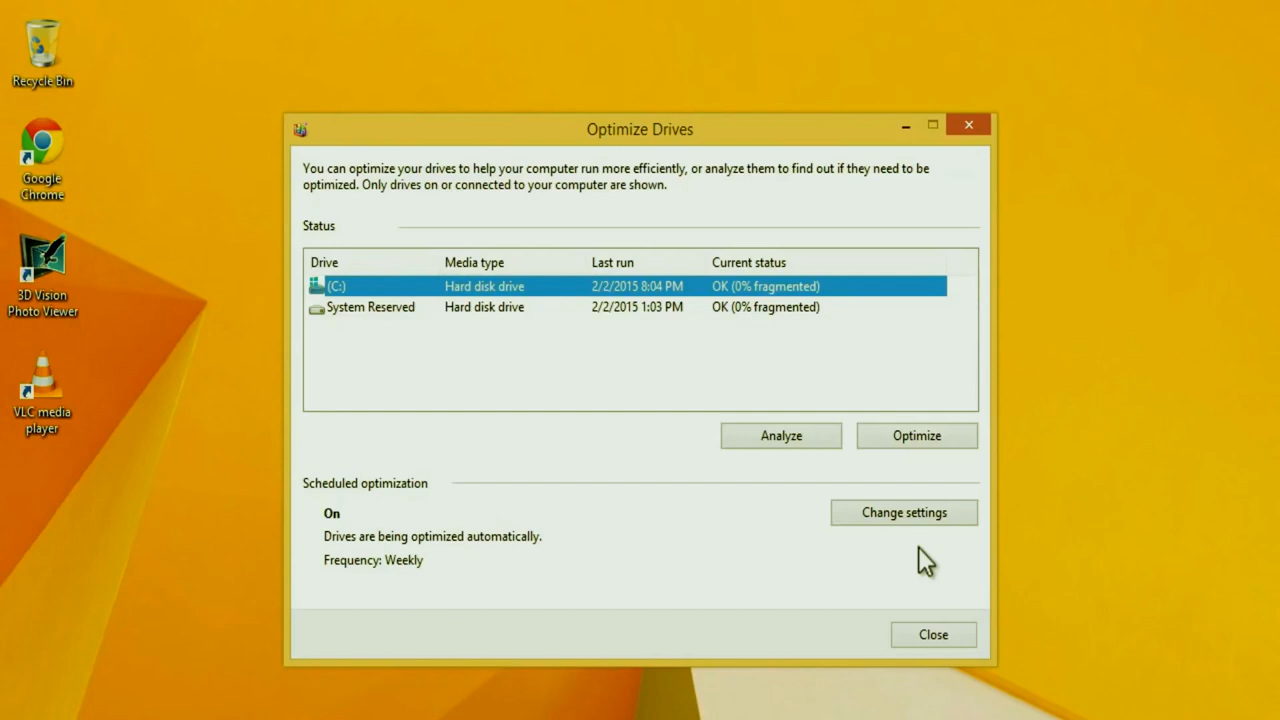 Recycle Bin
Google
Chrome
3D Vision
Photo Viewer
VLC media
player
Optimize Drives
You can optimize your drives to help your computer run more efficiently, or analyze them to find out if they need to be
optimized. Only drives on or connected to your computer are shown.
Status
Drive Media type Last run Current status
(C:) Hard disk drive 2/2/2015 8:04 PM OK (0% fragmented)
System Reserved Hard disk drive 2/2/2015 1:03 PM OK (0% fragmented)
Analyze Optimize
Scheduled optimization
On
Change settings
Drives are being optimized automatically.
Frequency: Weekly
Close